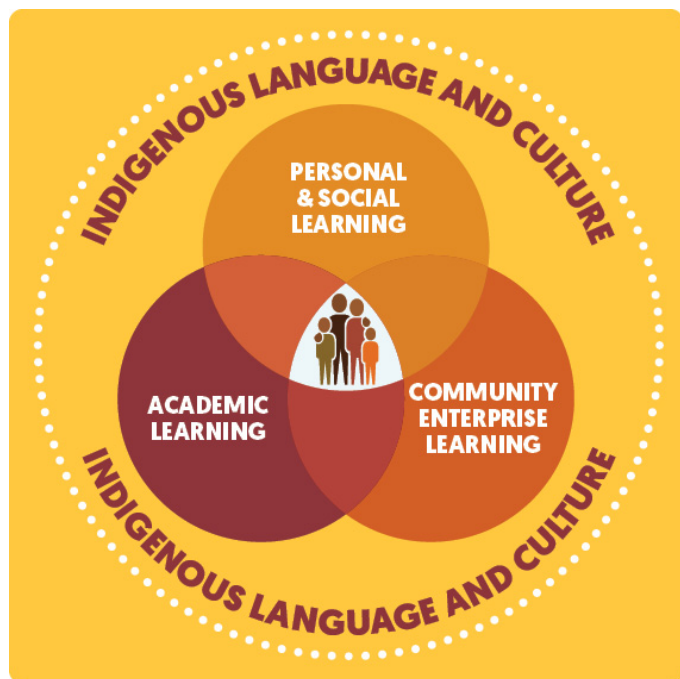 INDIGENOUS LANGUAGE AND CULTURE
PERSONAL
& SOCIAL
LEARNING
ACADEMIC
LEARNING
COMMUNITY
ENTERPRISE
LEARNING
INDIGENOUS LANGUAGE AND CULTURE